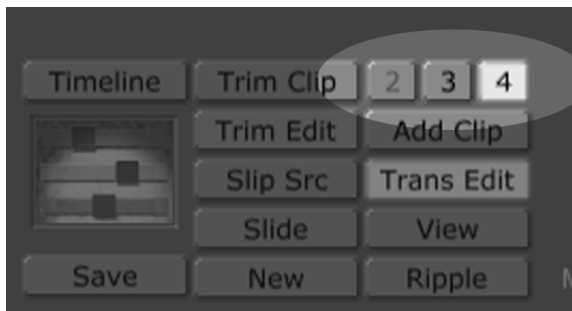 Timeline Trim Clip 2 3 4
Trim Edit Add Clip
Slip Src Trans Edit
Slide View
Save New Ripple